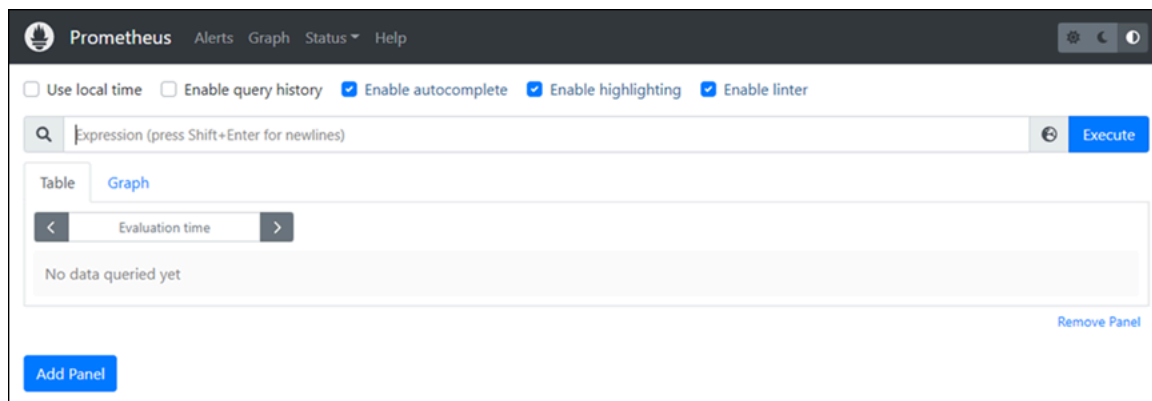 Prometheus Alerts Graph Status Help
Use local time Enable query history Enable autocomplete Enable highlighting Enable linter
Expression (press Shift+Enter for newlines) Execute
Table Graph
Evaluation time
No data queried yet
Remove Panel
Add Panel